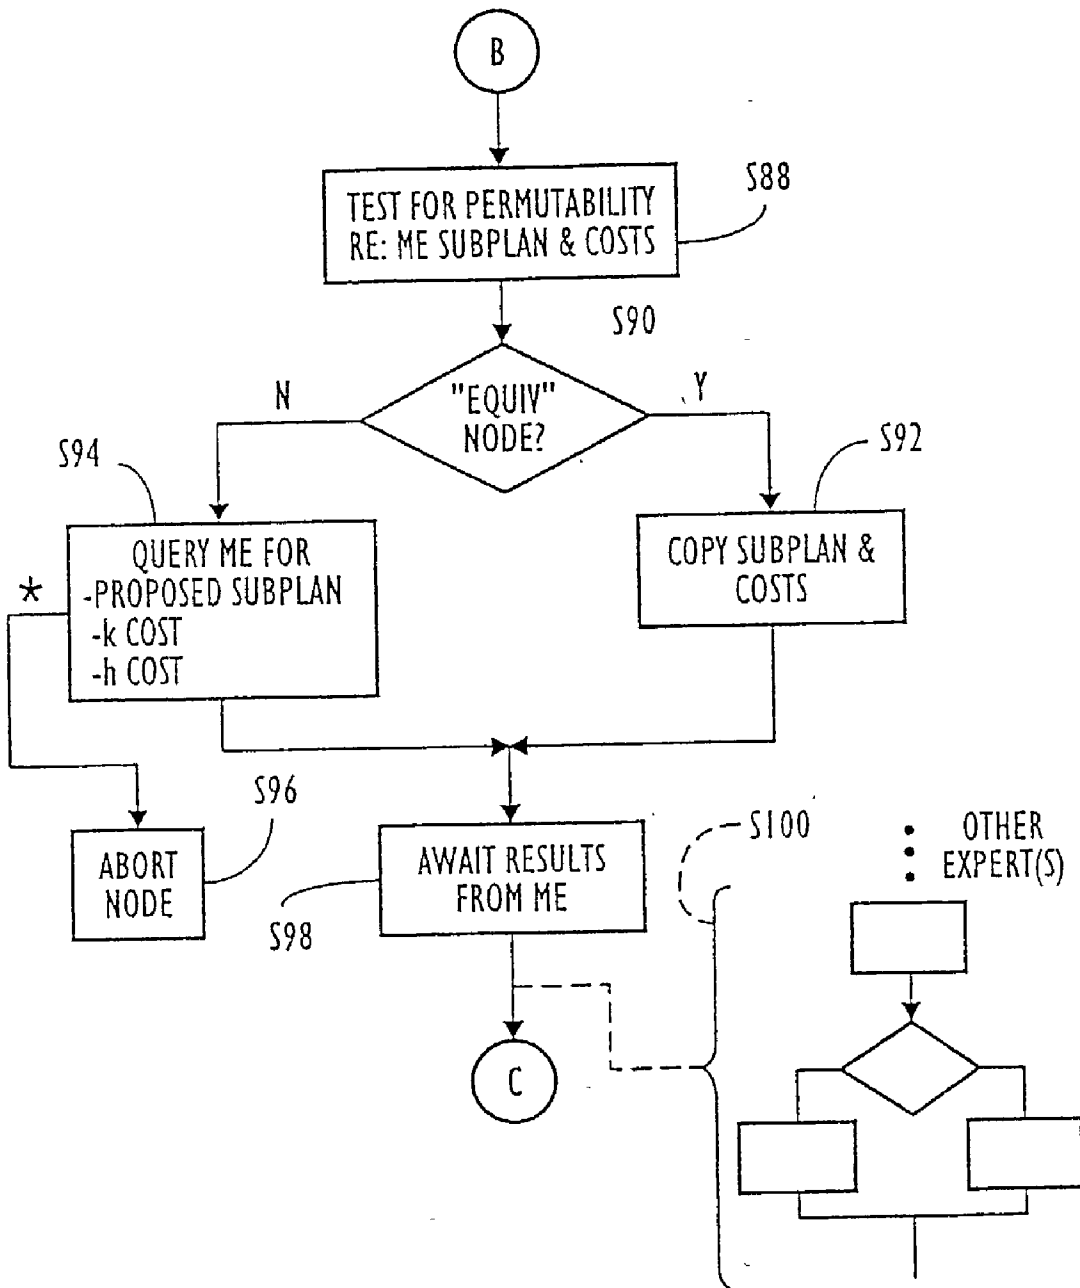 B
TEST FOR PERMUTABILITY
RE: ME SUBPLAN & COSTS
S88
S90
"EQUIV"
NODE?
N
Y
S94
S92
QUERY ME FOR
-PROPOSED SUBPLAN
-k COST
-h COST
*
COPY SUBPLAN &
COSTS
S96
ABORT
NODE
AWAIT RESULTS
FROM ME
S98
S100
OTHER
EXPERT(S)
C